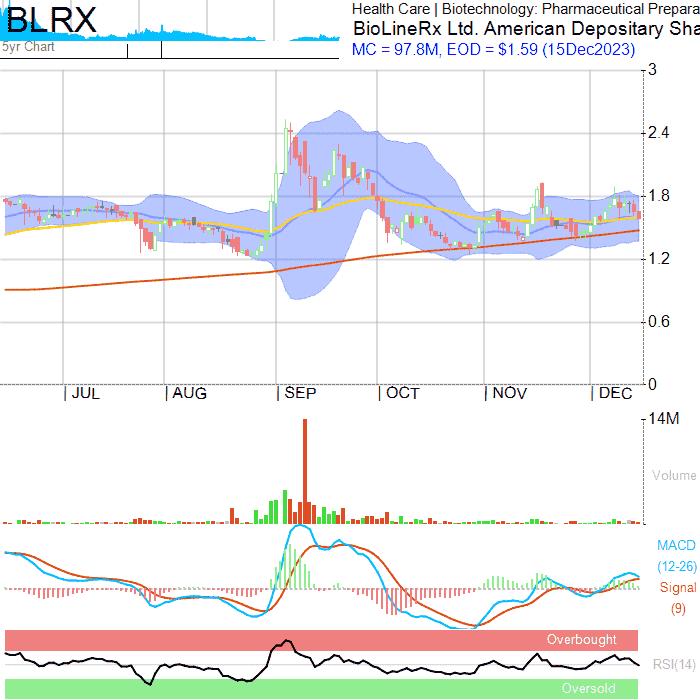 BLRX
5yr Chart
Health Care | Biotechnology: Pharmaceutical Prepara
BioLineRx Ltd. American Depositary Sha
MC = 97.8M, EOD = $1.59 (15Dec2023)
3
2.4
1.8
1.2
0.6
0
JUL
AUG
SEP
OCT
NOV
DEC
14M
Volume
MACD
(12-26)
Signal
(9)
Overbought
RSI(14)
Oversold